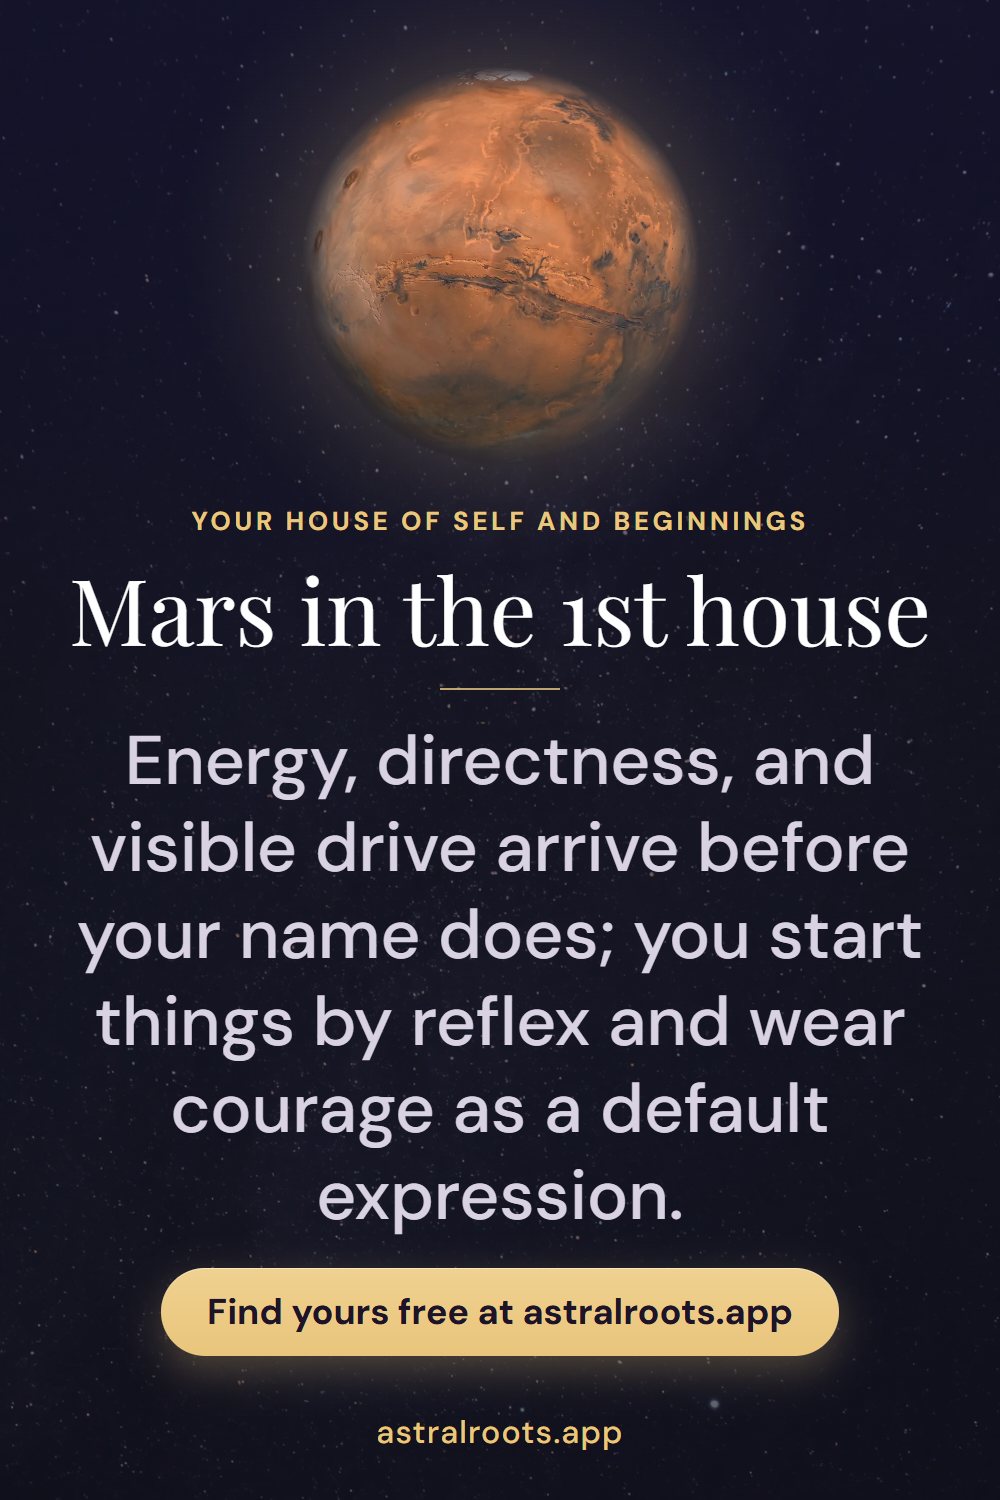 YOUR HOUSE OF SELF AND BEGINNINGS
Mars in the 1st house
Energy, directness, and
visible drive arrive before
your name does; you start
things by reflex and wear
courage as a default
expression.
Find yours free at astralroots.app
astralroots.app